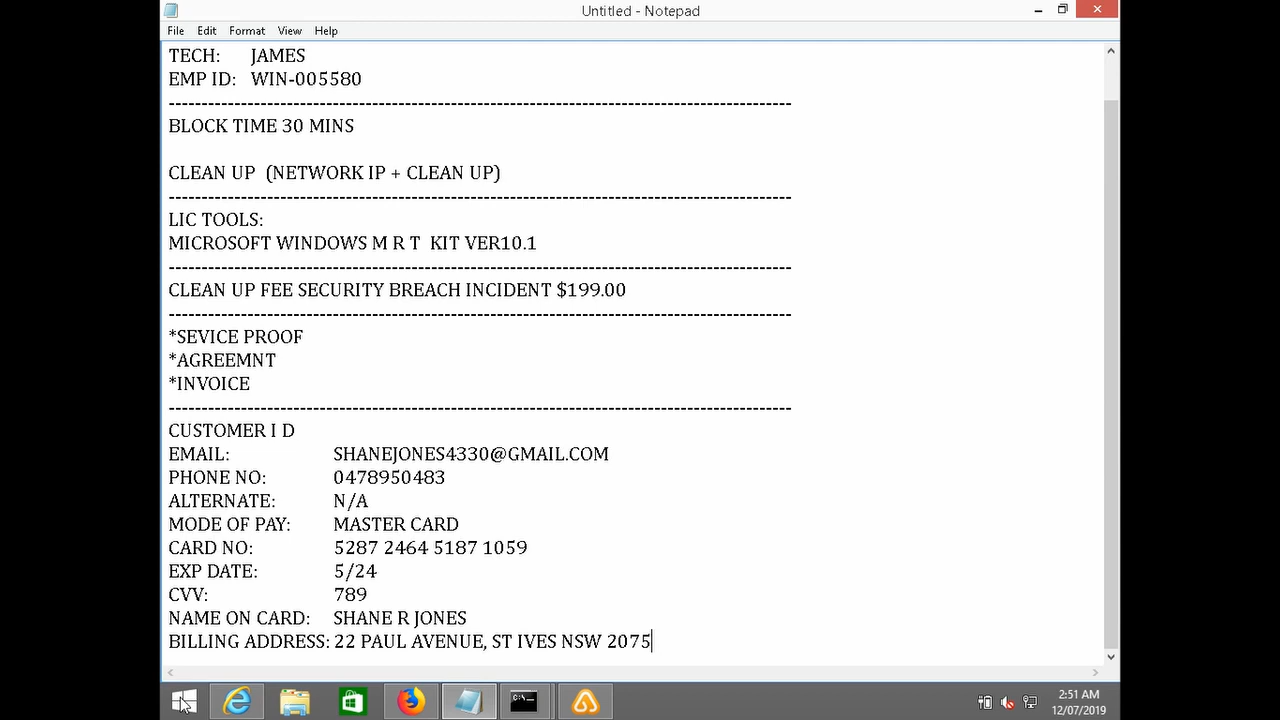 Untitled - Notepad
File Edit Format View Help
TECH: JAMES
EMP ID: WIN-005580
-----------------------------------------------------------------------------------------------
BLOCK TIME 30 MINS
CLEAN UP (NETWORK IP + CLEAN UP)
-----------------------------------------------------------------------------------------------
LIC TOOLS:
MICROSOFT WINDOWS M R T KIT VER10.1
-----------------------------------------------------------------------------------------------
CLEAN UP FEE SECURITY BREACH INCIDENT $199.00
-----------------------------------------------------------------------------------------------
*SEVICE PROOF
*AGREEMNT
*INVOICE
-----------------------------------------------------------------------------------------------
CUSTOMER I D
EMAIL: SHANEJONES4330@GMAIL.COM
PHONE NO: 0478950483
ALTERNATE: N/A
MODE OF PAY: MASTER CARD
CARD NO: 5287 2464 5187 1059
EXP DATE: 5/24
CVV: 789
NAME ON CARD: SHANE R JONES
BILLING ADDRESS: 22 PAUL AVENUE, ST IVES NSW 2075
2:51 AM
12/07/2019